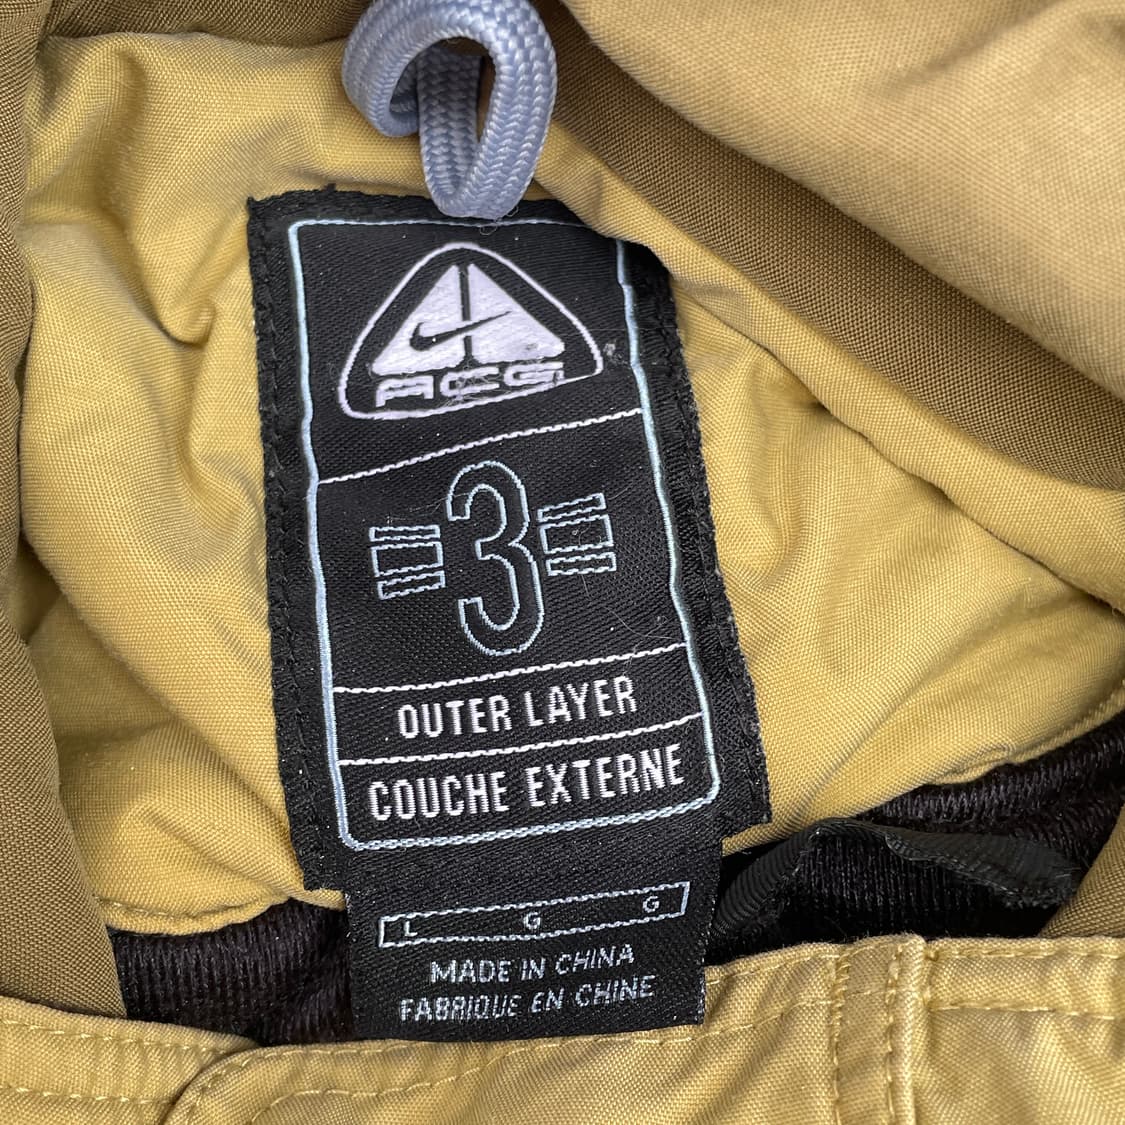 ACG
3
OUTER LAYER
COUCHE EXTERNE
L G G
MADE IN CHINA
FABRIQUE EN CHINE